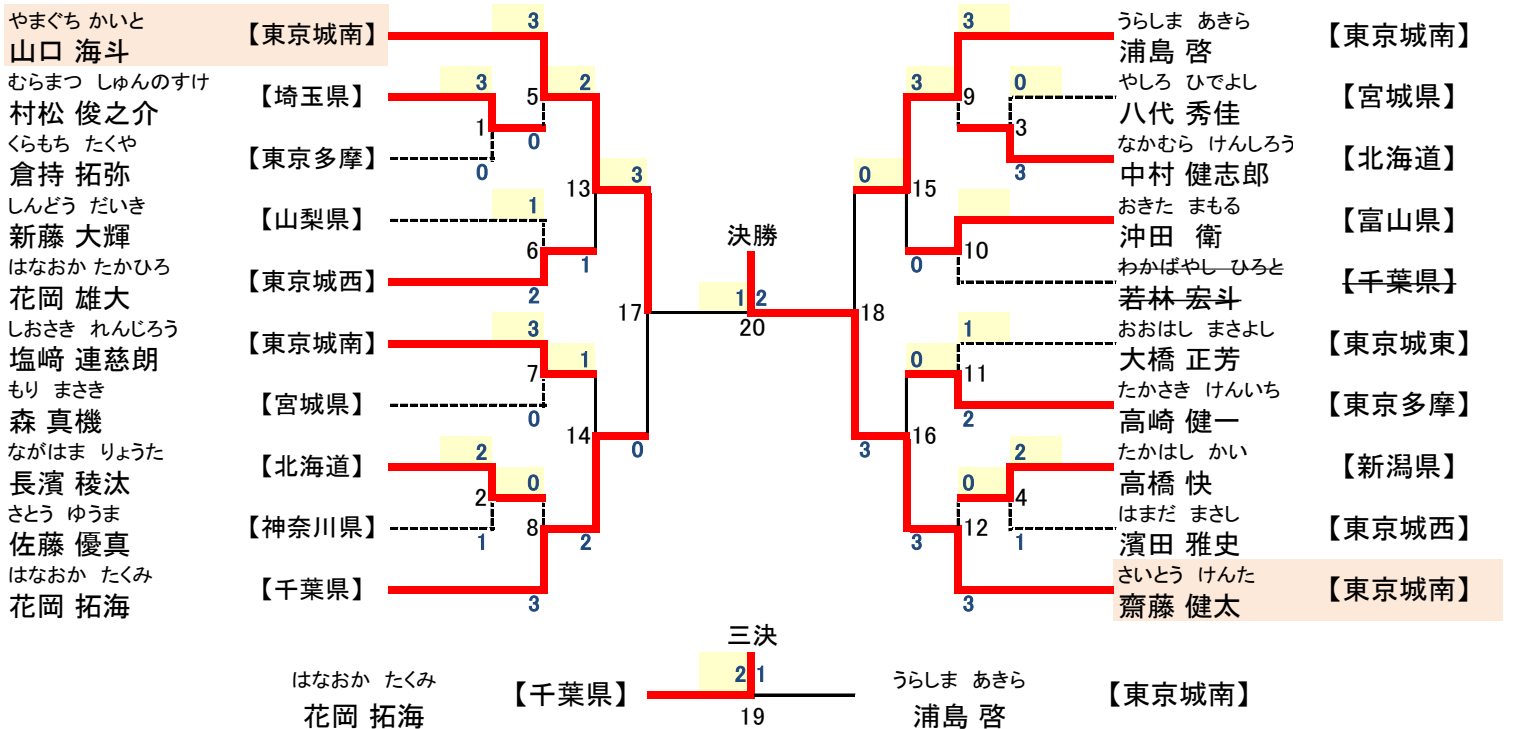 やまぐち かいと
山口 海斗
【東京城南】
3
むらまつ しゅんのすけ
村松 俊之介
【埼玉県】
3
1
くらもち たくや
倉持 拓弥
【東京多摩】
0
5
0
2
しんどう だいき
新藤 大輝
【山梨県】
1
6
はなおか たかひろ
花岡 雄大
【東京城西】
2
1
13
3
しおさき れんじろう
塩﨑 連慈朗
【東京城南】
3
7
1
もり まさき
森 真機
【宮城県】
0
ながはま りょうた
長濱 稜汰
【北海道】
2
2
0
さとう ゆうま
佐藤 優真
【神奈川県】
1
8
2
はなおか たくみ
花岡 拓海
【千葉県】
3
14
0
17
決勝
1
2
20
うらしま あきら
浦島 啓
【東京城南】
3
やしろ ひでよし
八代 秀佳
【宮城県】
0
3
なかむら けんしろう
中村 健志郎
【北海道】
3
9
3
おきた まもる
沖田 衛
【富山県】
10
0
わかばやし ひろと
若林 宏斗
【千葉県】
15
0
18
おおはし まさよし
大橋 正芳
【東京城東】
1
11
0
たかさき けんいち
高崎 健一
【東京多摩】
2
たかはし かい
高橋 快
【新潟県】
2
4
0
はまだ まさし
濱田 雅史
【東京城西】
1
12
3
さいとう けんた
齋藤 健太
【東京城南】
3
16
3
三決
はなおか たくみ
花岡 拓海
【千葉県】
2
1
19
うらしま あきら
浦島 啓
【東京城南】